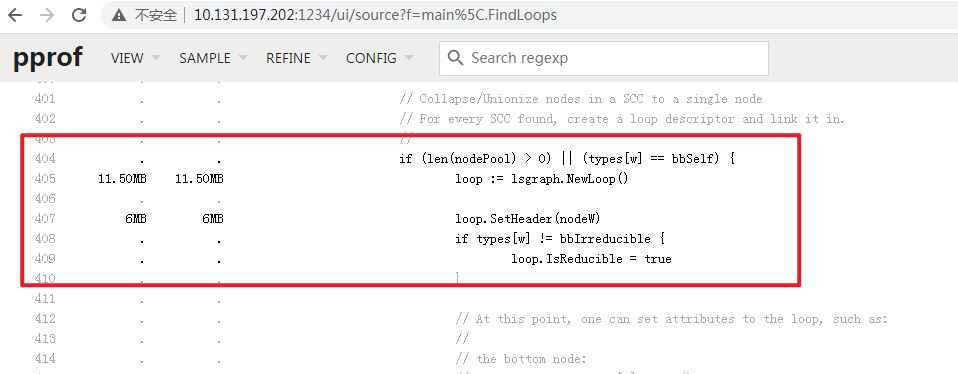 不安全 | 10.131.197.202:1234/ui/source?f=main%5C.FindLoops
pprof VIEW SAMPLE REFINE CONFIG Search regexp
401 . . // Collapse/Unionize nodes in a SCC to a single node
402 . . // For every SCC found, create a loop descriptor and link it in.
403 . . //
404 . . if (len(nodePool) > 0) || (types[w] == bbSelf) {
405 11.50MB 11.50MB loop := lsgraph.NewLoop()
406 . .
407 6MB 6MB loop.SetHeader(nodeW)
408 . . if types[w] != bbIrreducible {
409 . . loop.IsReducible = true
410 . . }
411 . .
412 . . // At this point, one can set attributes to the loop, such as:
413 . . //
414 . . // the bottom node: